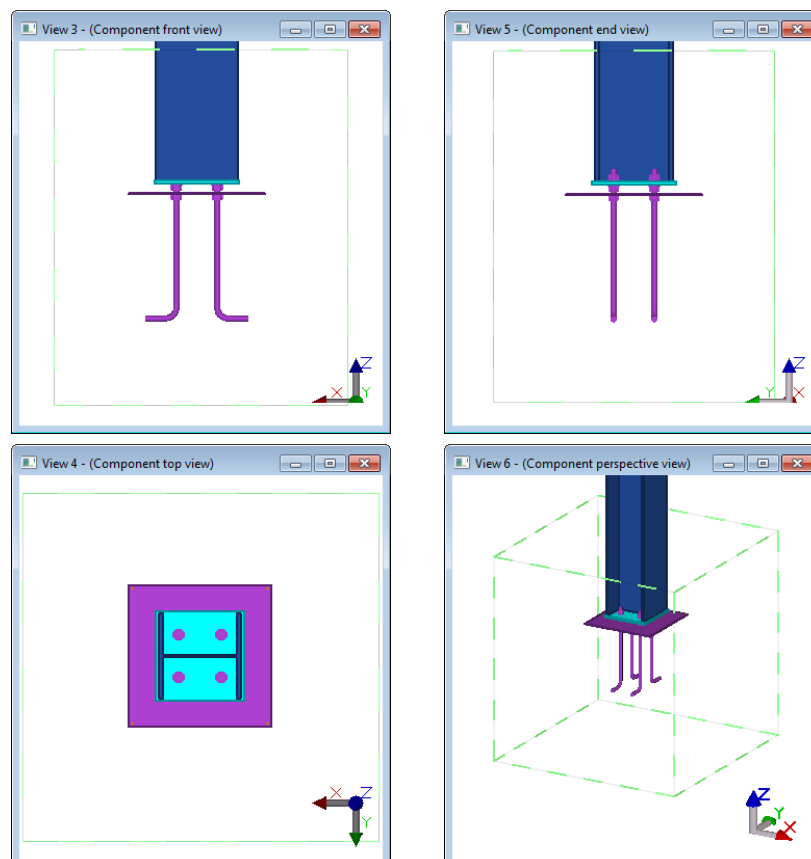 View 3 - (Component front view)
View 5 - (Component end view)
Z
X
Y
Z
Y
X
View 4 - (Component top view)
View 6 - (Component perspective view)
X
Z
Y
Z
Y
X